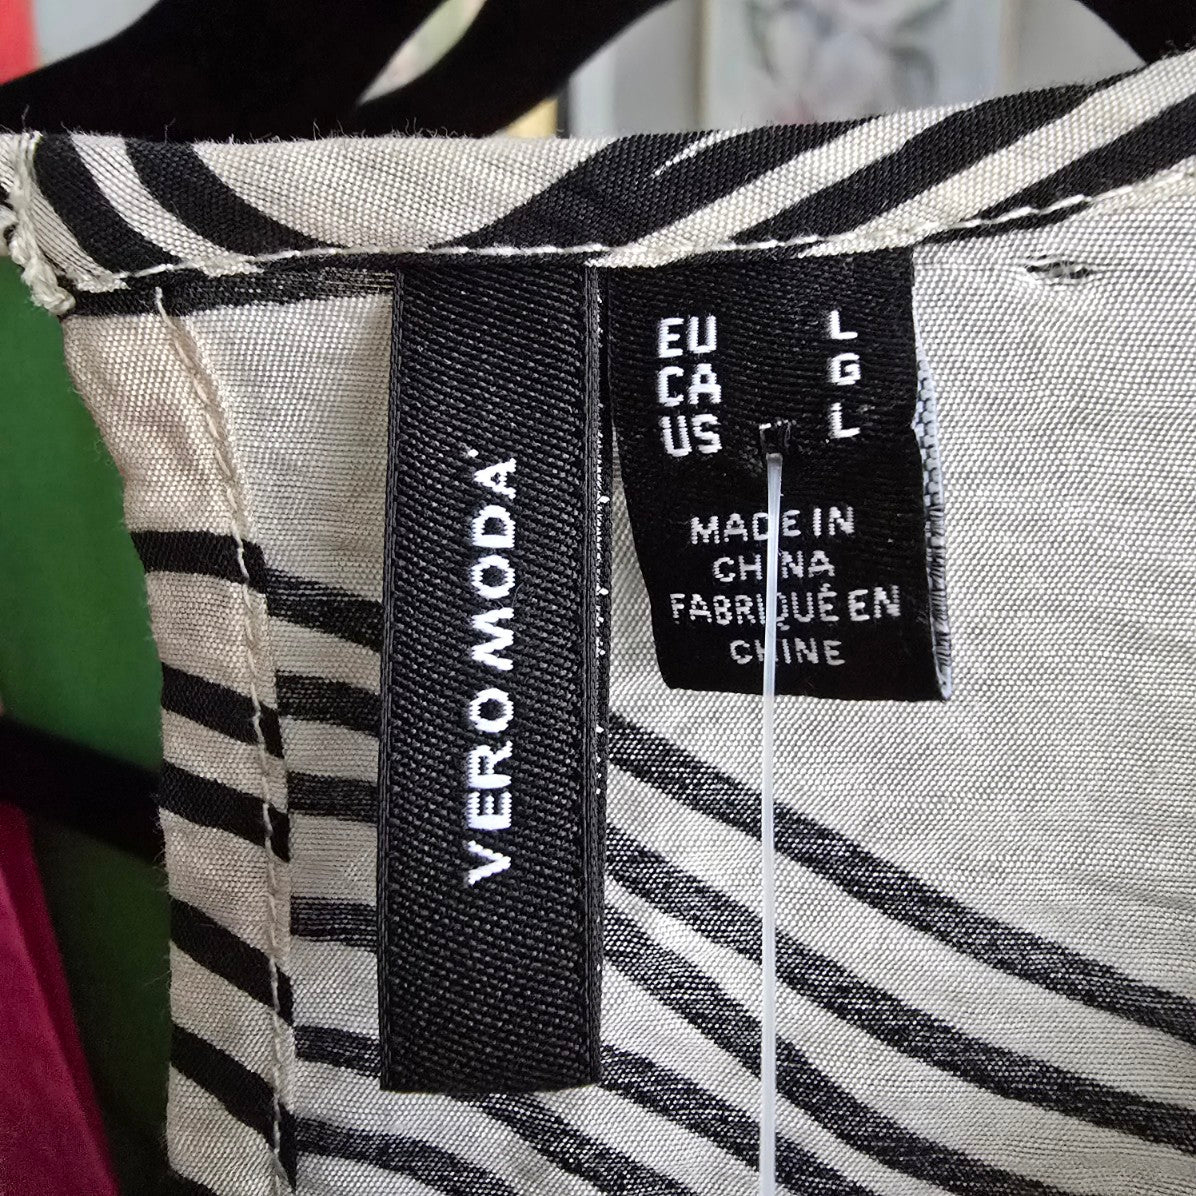 VERO MODA
EU L
CA G
US L
MADE IN
CHINA
FABRIQUÉ EN
CHINE